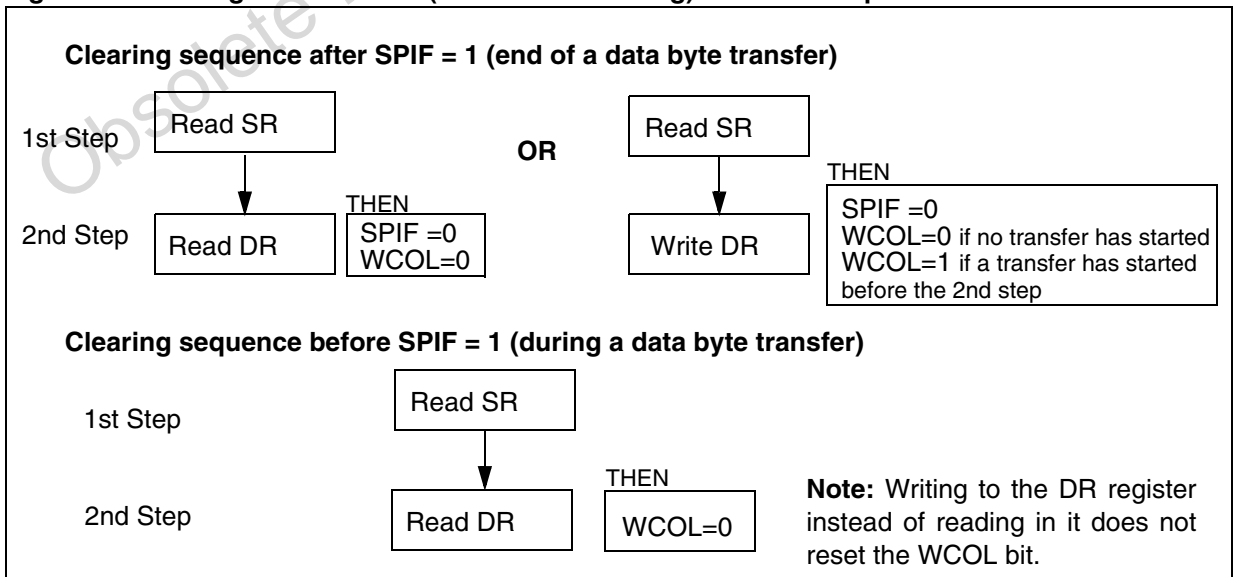 Clearing sequence after SPIF = 1 (end of a data byte transfer)
1st Step
Read SR
OR
Read SR
THEN
2nd Step
Read DR
THEN
SPIF =0
WCOL=0
Write DR
SPIF =0
WCOL=0 if no transfer has started
WCOL=1 if a transfer has started
before the 2nd step
Clearing sequence before SPIF = 1 (during a data byte transfer)
1st Step
Read SR
2nd Step
Read DR
THEN
WCOL=0
Note: Writing to the DR register
instead of reading in it does not
reset the WCOL bit.
Obsolete